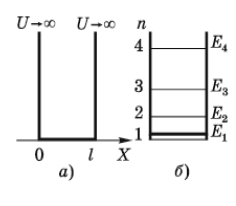 U→∞ U→∞ n
4 E₄
3 E₃
2 E₂
1 E₁
0 l X
а) б)